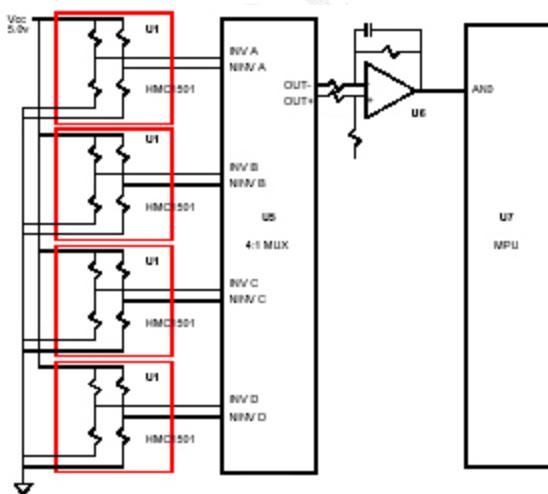 Vcc
5.0v
U1
INV A
NINV A
HMC1501
OUT-
OUT+
U6
AN0
U1
INV B
NINV B
HMC1501
U5
4:1 MUX
U7
MPU
U1
INV C
NINV C
HMC1501
U1
INV D
NINV D
HMC1501